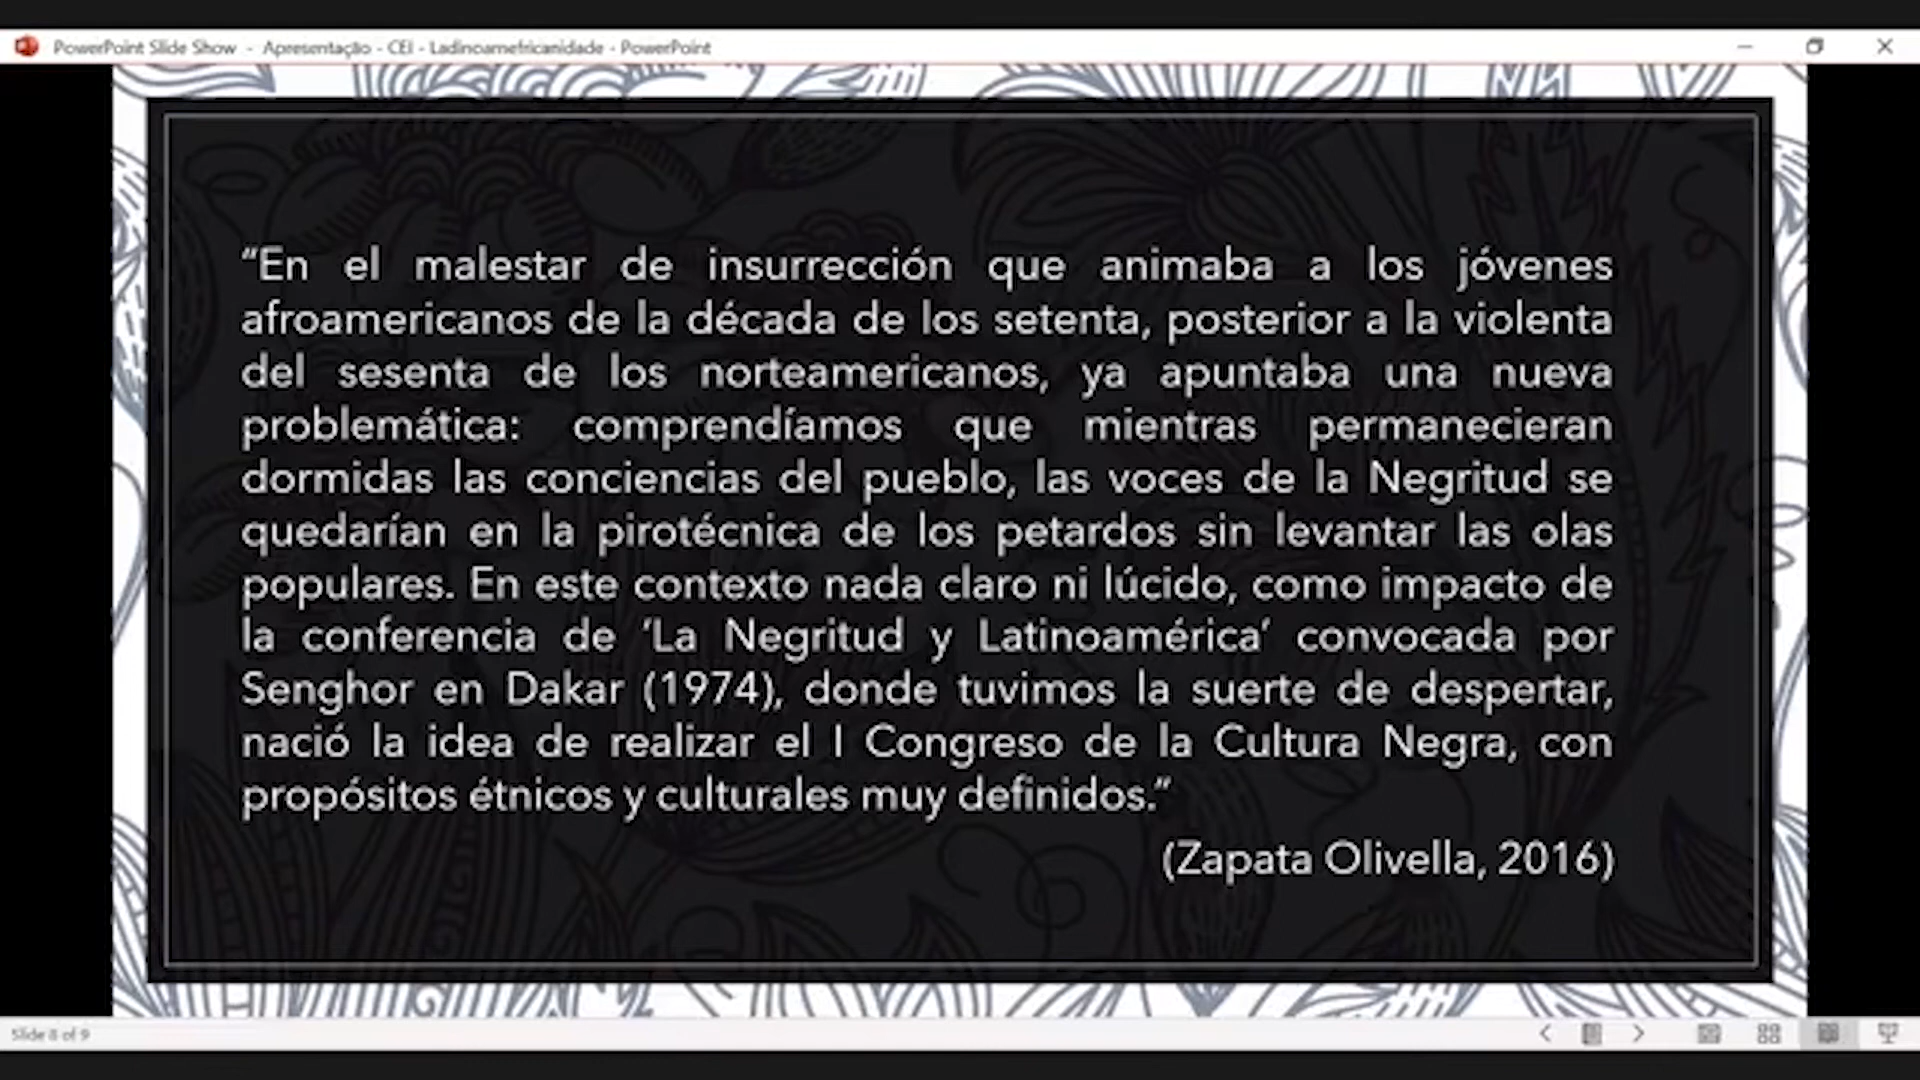 PowerPoint Slide Show - Apresentação - CEI - Ladinoamefricanidade - PowerPoint
“En el malestar de insurrección que animaba a los jóvenes
afroamericanos de la década de los setenta, posterior a la violenta
del sesenta de los norteamericanos, ya apuntaba una nueva
problemática: comprendíamos que mientras permanecieran
dormidas las conciencias del pueblo, las voces de la Negritud se
quedarían en la pirotécnica de los petardos sin levantar las olas
populares. En este contexto nada claro ni lúcido, como impacto de
la conferencia de ‘La Negritud y Latinoamérica’ convocada por
Senghor en Dakar (1974), donde tuvimos la suerte de despertar,
nació la idea de realizar el I Congreso de la Cultura Negra, con
propósitos étnicos y culturales muy definidos.”
(Zapata Olivella, 2016)
Slide 8 of 9